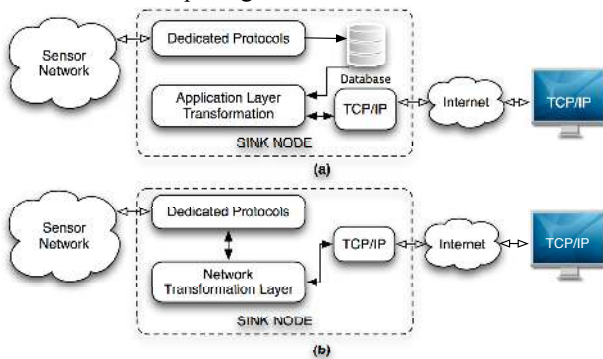 Sensor
Network
Dedicated Protocols
Database
Application Layer
Transformation
TCP/IP
Internet
TCP/IP
SINK NODE
(a)
Sensor
Network
Dedicated Protocols
Network
Transformation Layer
TCP/IP
Internet
TCP/IP
SINK NODE
(b)